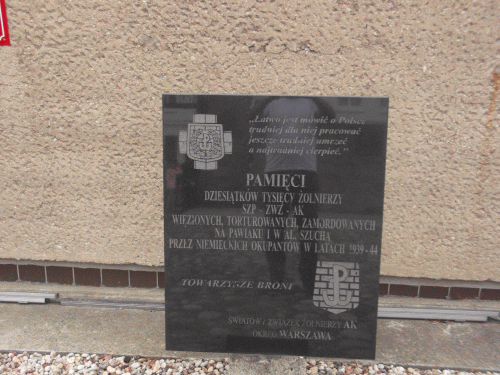 „Łatwo jest mówić o Polsce
trudniej dla niej pracować
jeszcze trudniej umrzeć
a najtrudniej cierpieć.”
PAMIĘCI
DZIESIĄTKÓW TYSIĘCY ŻOŁNIERZY
SZP - ZWZ - AK
WIĘZIONYCH, TORTUROWANYCH, ZAMORDOWANYCH
NA PAWIAKU I W AL. SZUCHA
PRZEZ NIEMIECKICH OKUPANTÓW W LATACH 1939-44
TOWARZYSZE BRONI
ŚWIATOWY ZWIĄZEK ŻOŁNIERZY AK
OKRĘG WARSZAWA